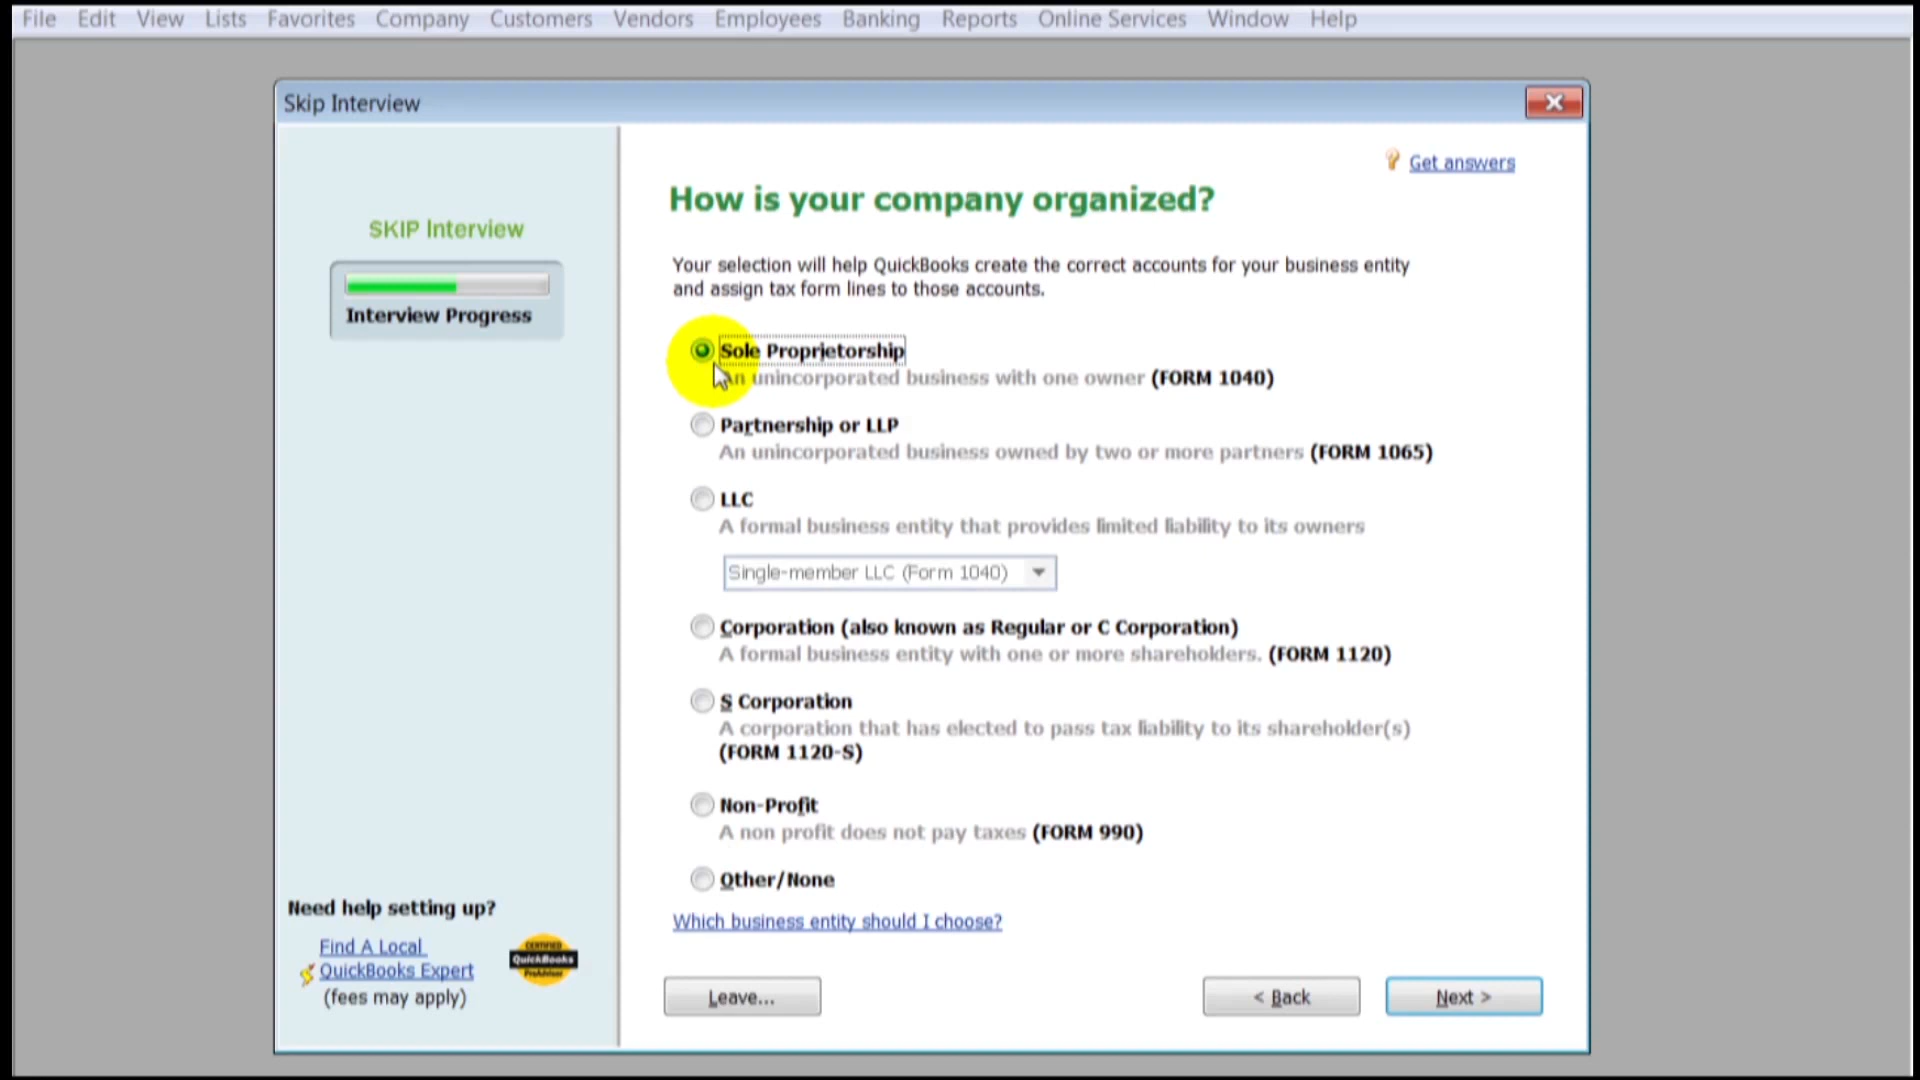 File Edit View Lists Favorites Company Customers Vendors Employees Banking Reports Online Services Window Help
Skip Interview
Get answers
How is your company organized?
SKIP Interview
Interview Progress
Your selection will help QuickBooks create the correct accounts for your business entity
and assign tax form lines to those accounts.
Sole Proprietorship
An unincorporated business with one owner (FORM 1040)
Partnership or LLP
An unincorporated business owned by two or more partners (FORM 1065)
LLC
A formal business entity that provides limited liability to its owners
Single-member LLC (Form 1040)
Corporation (also known as Regular or C Corporation)
A formal business entity with one or more shareholders. (FORM 1120)
S Corporation
A corporation that has elected to pass tax liability to its shareholder(s)
(FORM 1120-S)
Non-Profit
A non profit does not pay taxes (FORM 990)
Other/None
Which business entity should I choose?
Need help setting up?
Find A Local
QuickBooks Expert
(fees may apply)
CERTIFIED
QuickBooks
ProAdvisor
Leave...
< Back
Next >